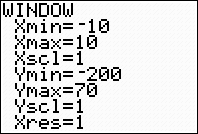 WINDOW
Xmin=-10
Xmax=10
Xscl=1
Ymin=-200
Ymax=70
Yscl=1
Xres=1